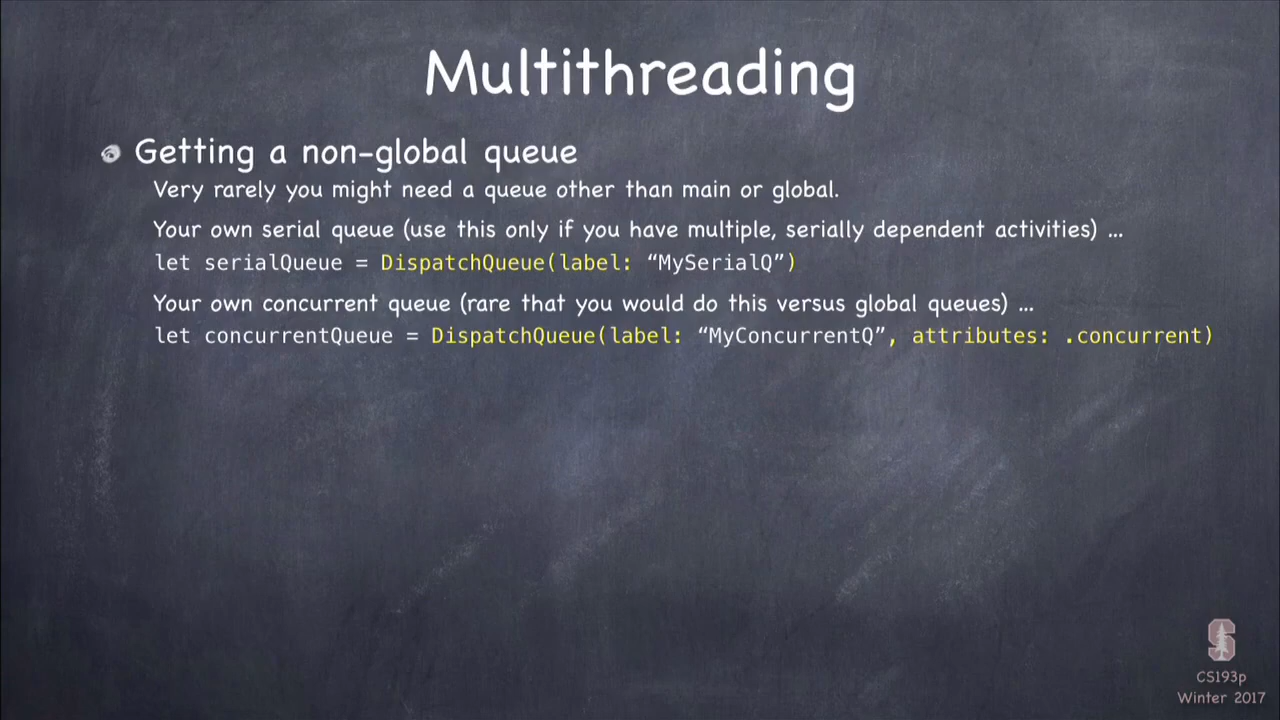 Multithreading
Getting a non-global queue
Very rarely you might need a queue other than main or global.
Your own serial queue (use this only if you have multiple, serially dependent activities) ...
let serialQueue = DispatchQueue(label: “MySerialQ”)
Your own concurrent queue (rare that you would do this versus global queues) ...
let concurrentQueue = DispatchQueue(label: “MyConcurrentQ”, attributes: .concurrent)
S
CS193p
Winter 2017